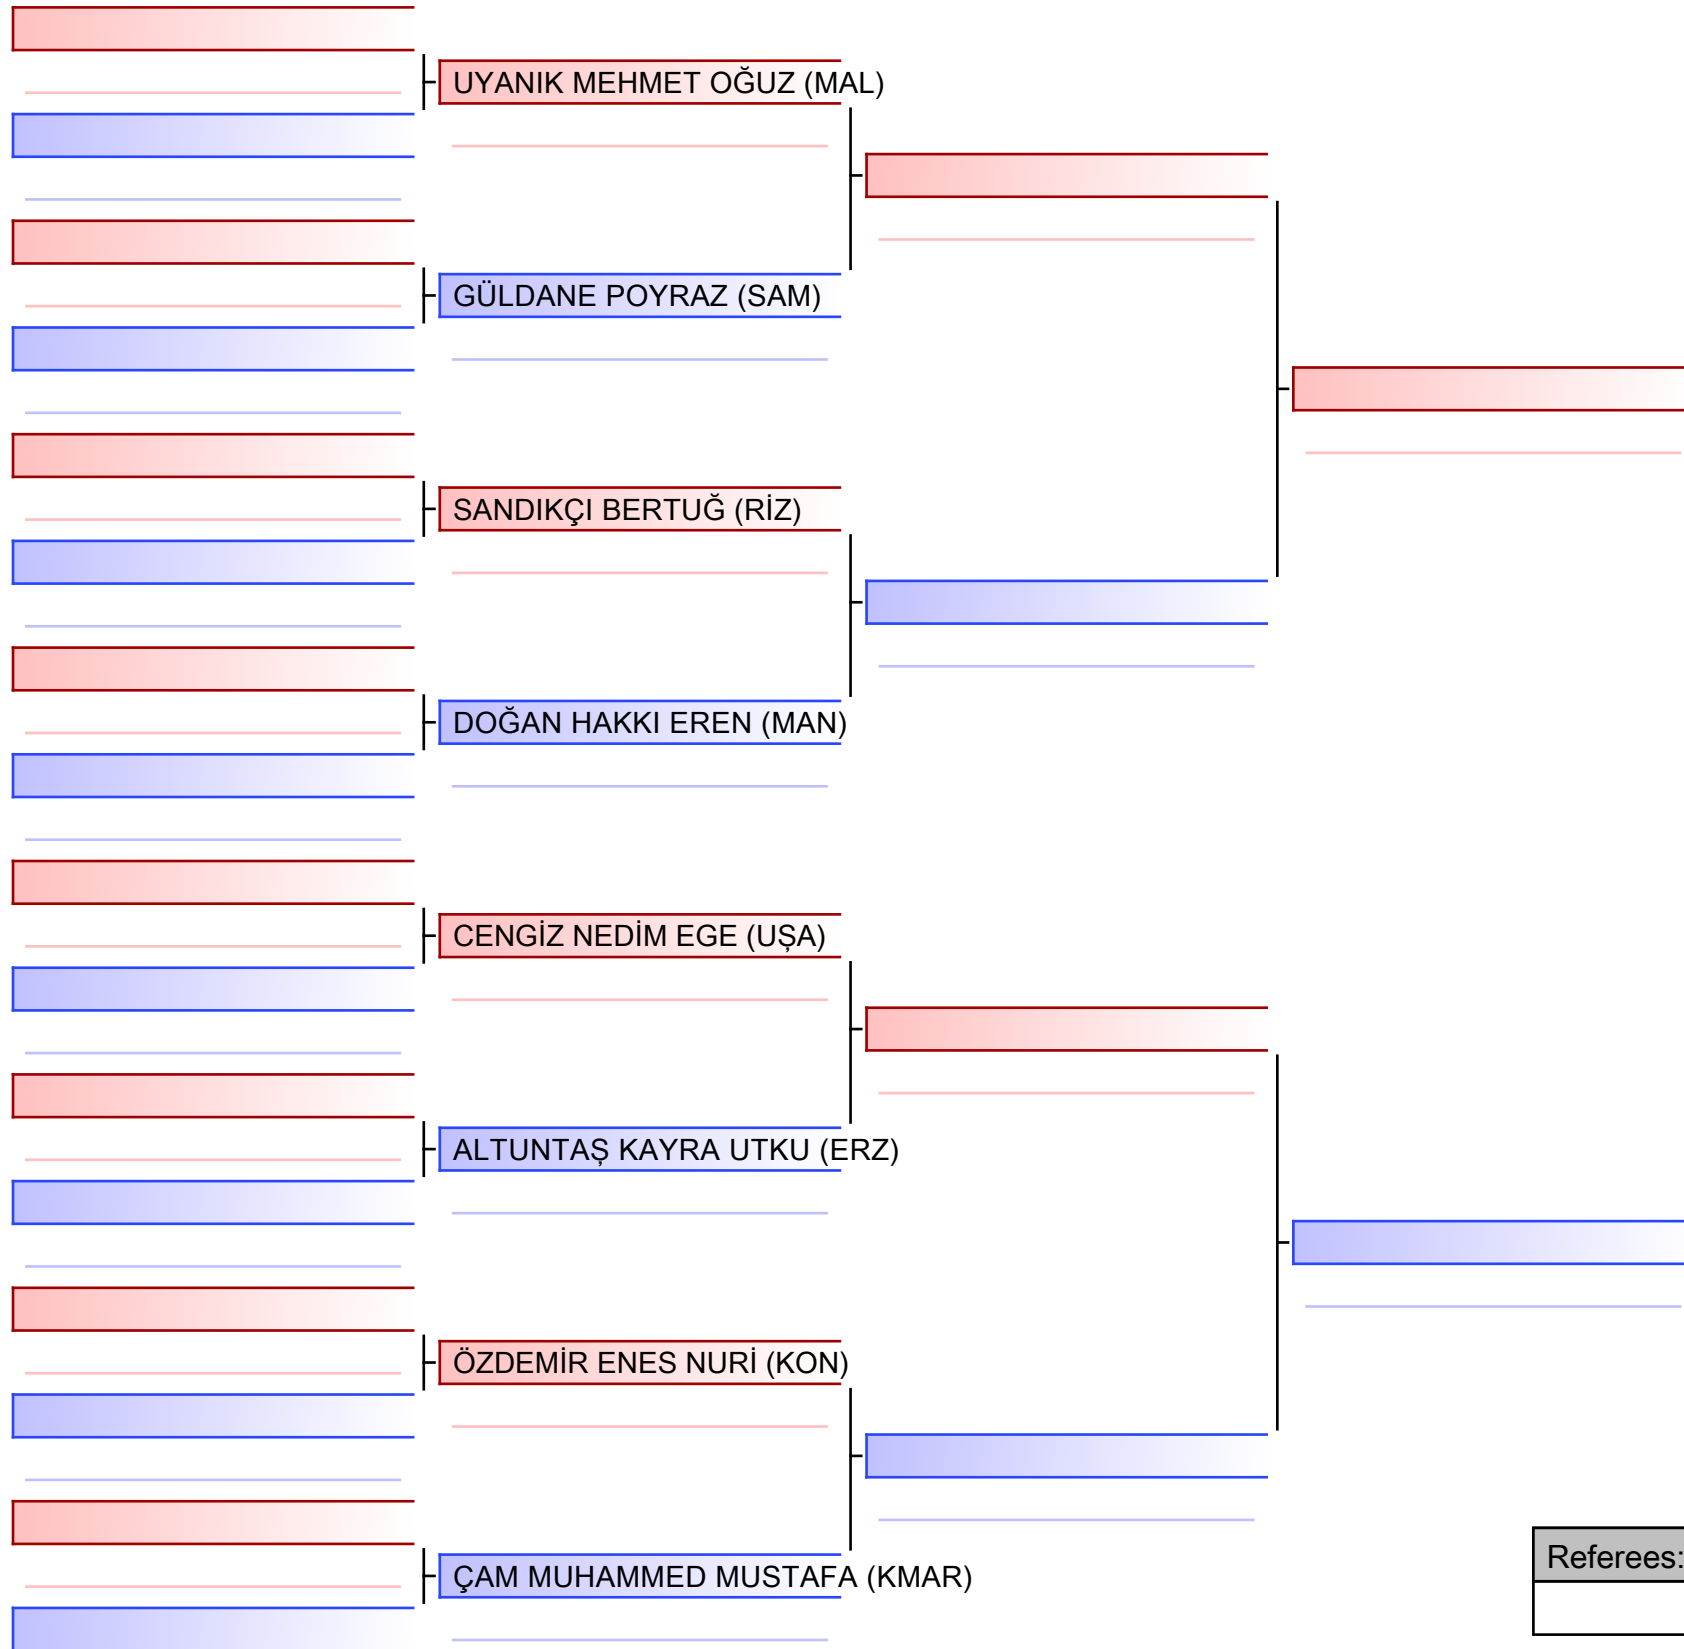 UYANIK MEHMET OĞUZ (MAL)
GÜLDANE POYRAZ (SAM)
SANDIKÇI BERTUĞ (RİZ)
DOĞAN HAKKI EREN (MAN)
CENGİZ NEDİM EGE (UŞA)
ALTUNTAŞ KAYRA UTKU (ERZ)
ÖZDEMİR ENES NURİ (KON)
ÇAM MUHAMMED MUSTAFA (KMAR)
Referees: